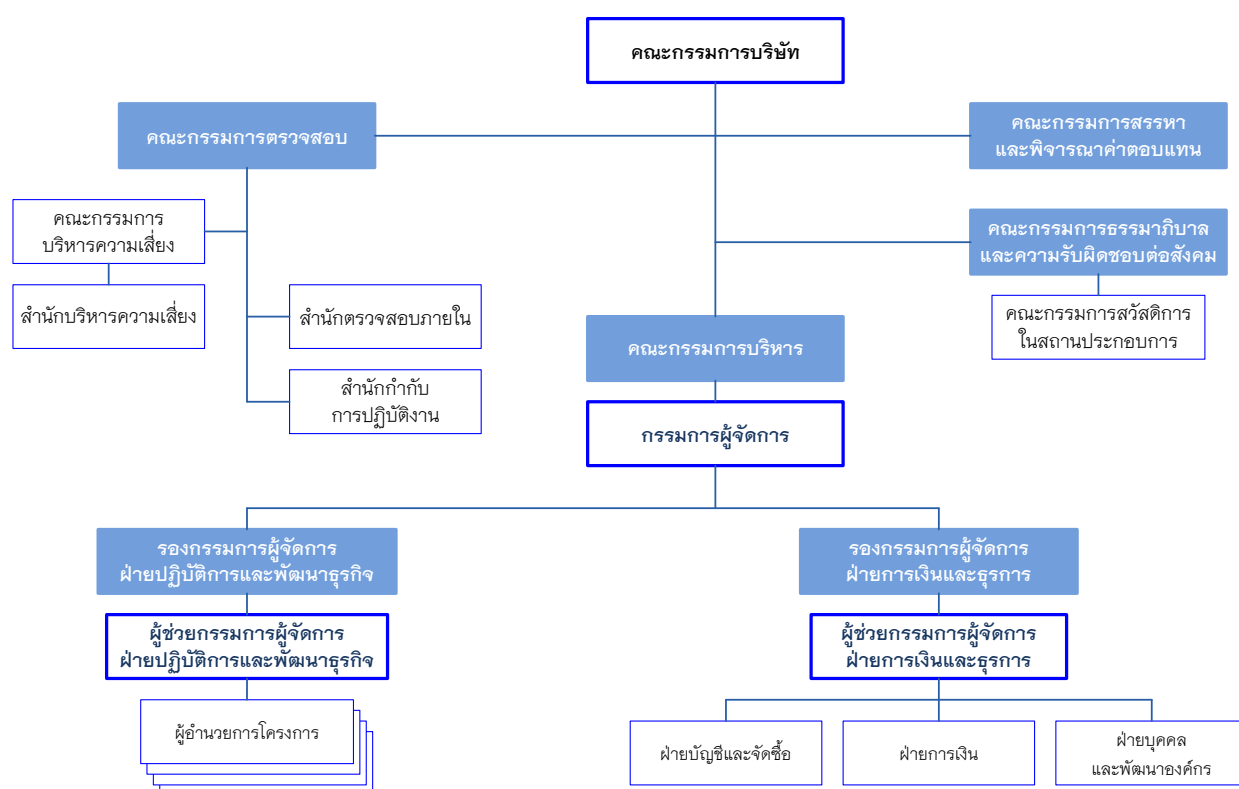 คณะกรรมการบริษัท
คณะกรรมการตรวจสอบ
คณะกรรมการสรรหา
และพิจารณาค่าตอบแทน
คณะกรรมการ
บริหารความเสี่ยง
คณะกรรมการธรรมาภิบาล
และความรับผิดชอบต่อสังคม
สำนักบริหารความเสี่ยง
สำนักตรวจสอบภายใน
คณะกรรมการสวัสดิการ
ในสถานประกอบการ
คณะกรรมการบริหาร
สำนักกำกับ
การปฏิบัติงาน
กรรมการผู้จัดการ
รองกรรมการผู้จัดการ
ฝ่ายปฏิบัติการและพัฒนาธุรกิจ
รองกรรมการผู้จัดการ
ฝ่ายการเงินและธุรการ
ผู้ช่วยกรรมการผู้จัดการ
ฝ่ายปฏิบัติการและพัฒนาธุรกิจ
ผู้ช่วยกรรมการผู้จัดการ
ฝ่ายการเงินและธุรการ
ผู้อำนวยการโครงการ
ฝ่ายบัญชีและจัดซื้อ
ฝ่ายการเงิน
ฝ่ายบุคคล
และพัฒนาองค์กร